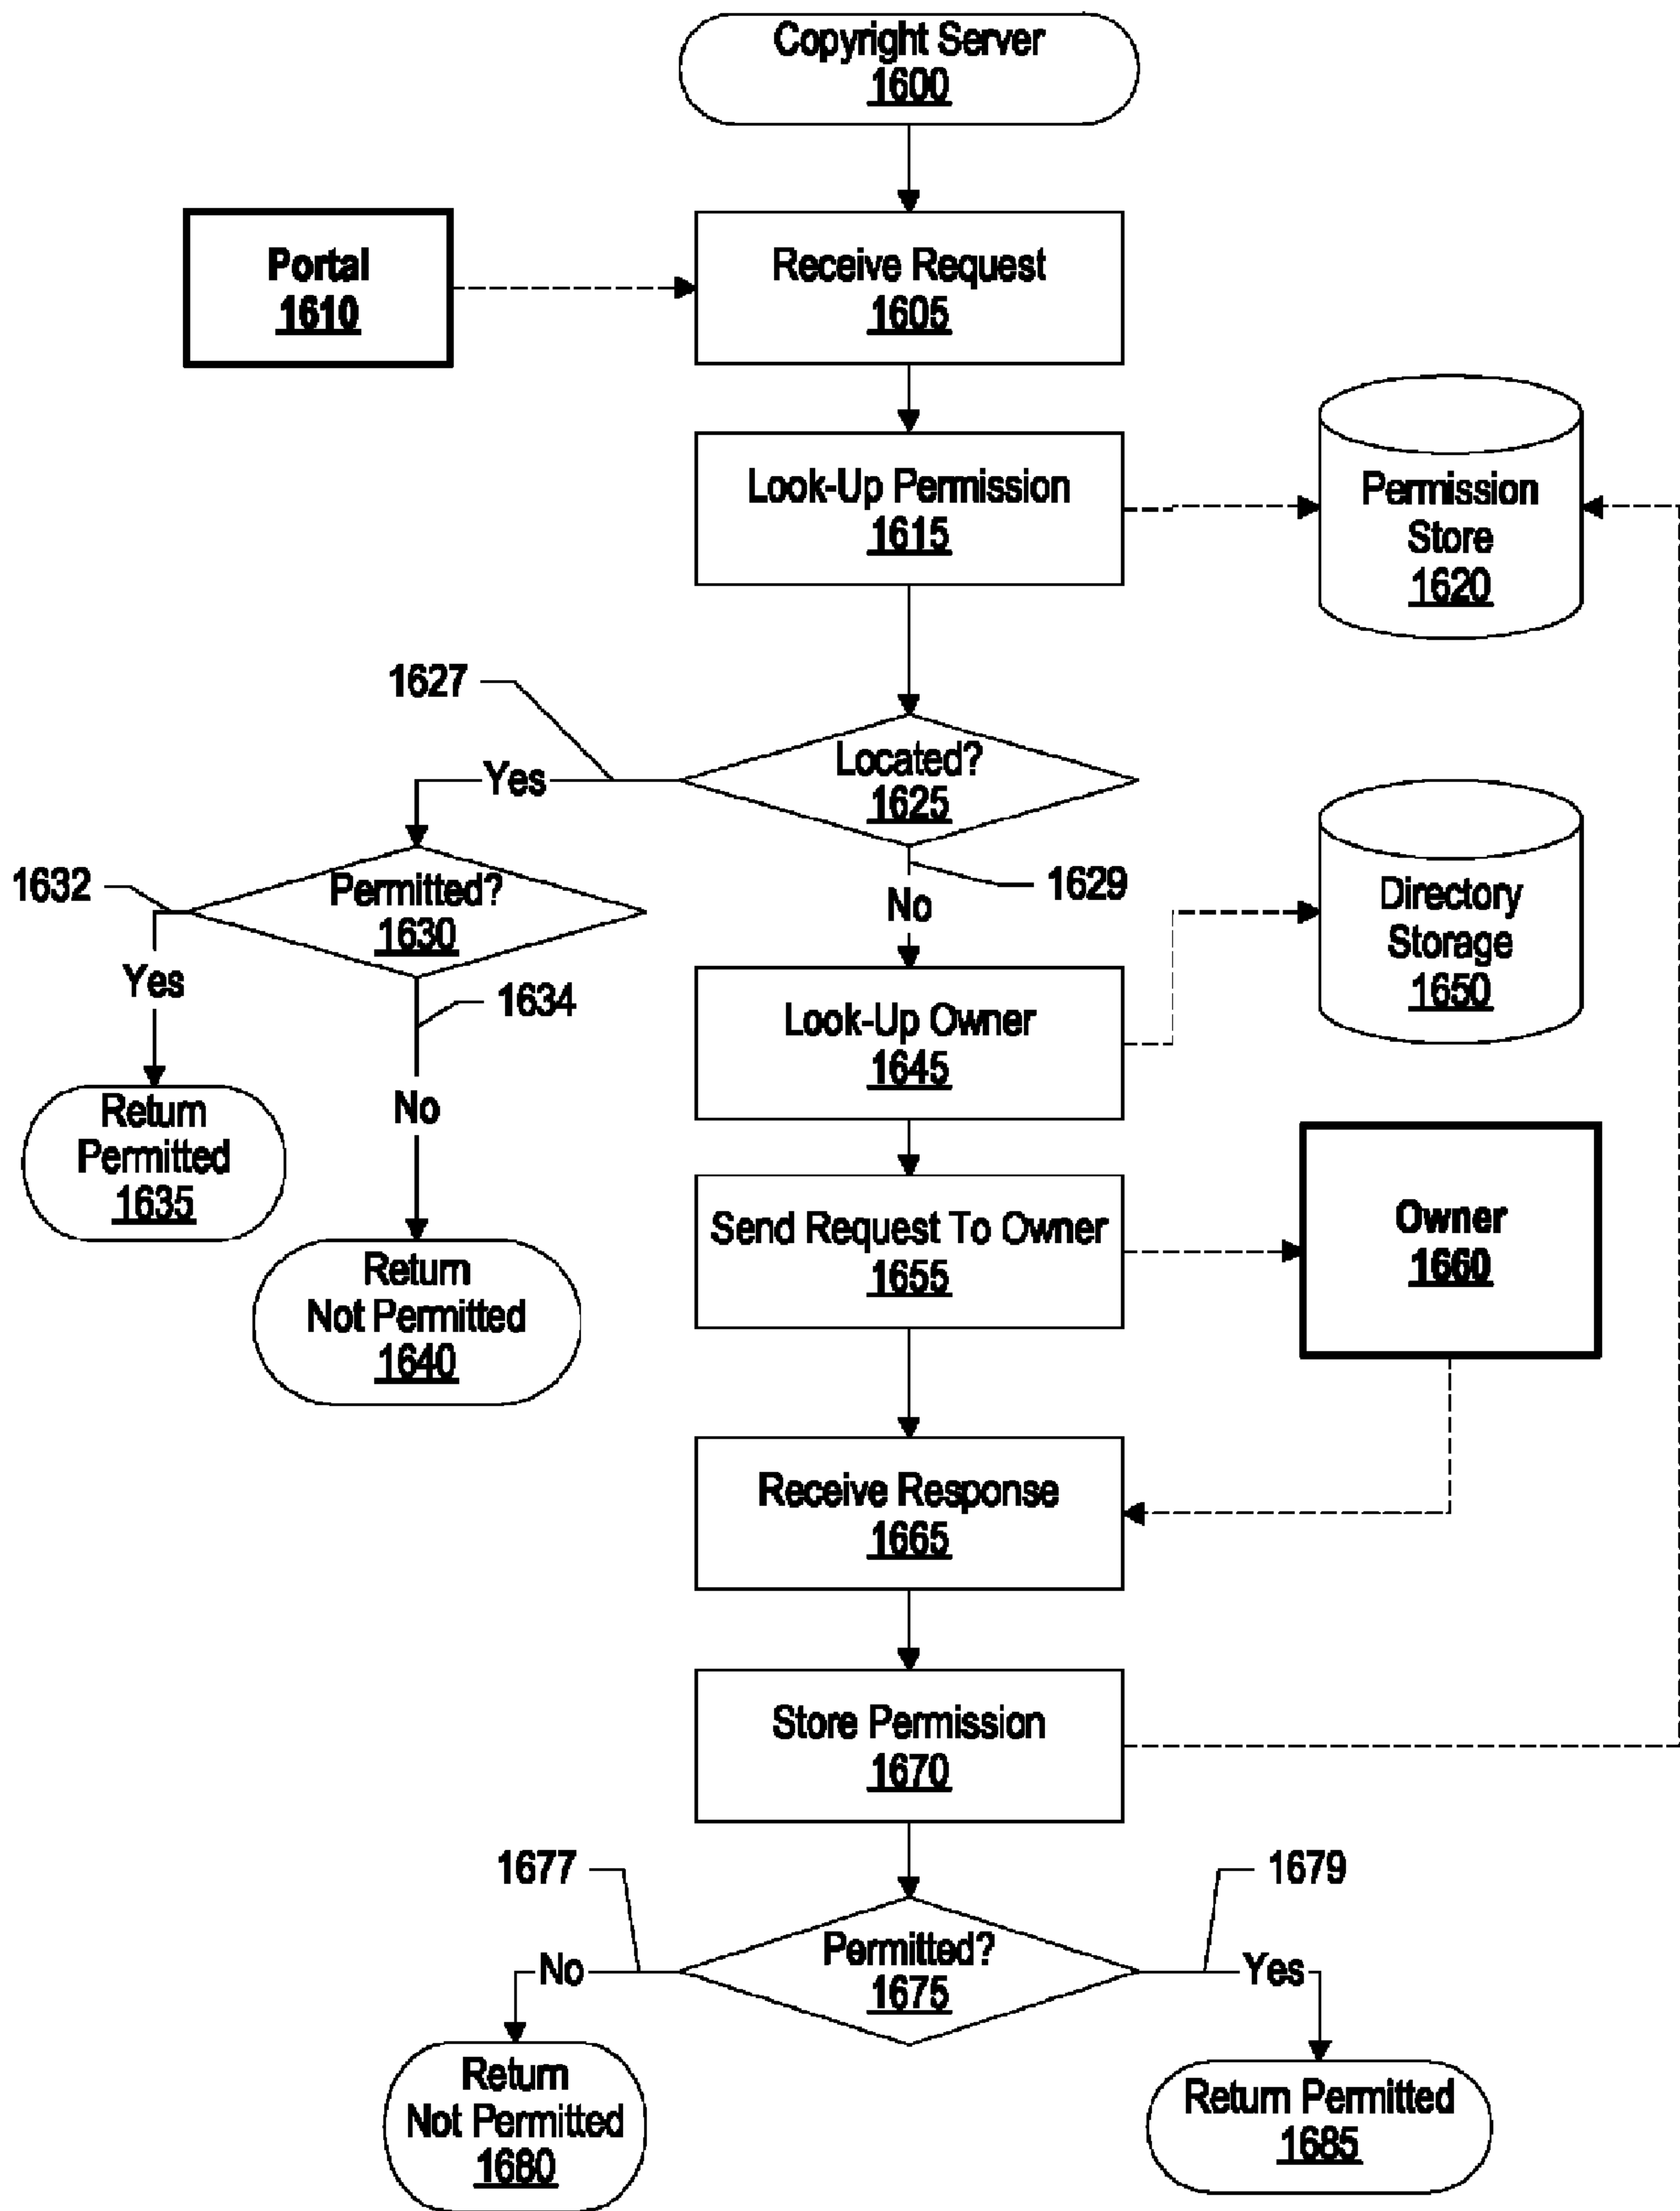 Copyright Server
1600
Portal
1610
Receive Request
1605
Look-Up Permission
1615
Permission
Store
1620
1627
Yes
Located?
1625
1629
No
1632
Permitted?
1630
Yes
1634
No
Directory
Storage
1650
Look-Up Owner
1645
Return
Permitted
1635
Return
Not Permitted
1640
Send Request To Owner
1655
Owner
1660
Receive Response
1665
Store Permission
1670
1677
1679
No
Permitted?
1675
Yes
Return
Not Permitted
1680
Return Permitted
1685